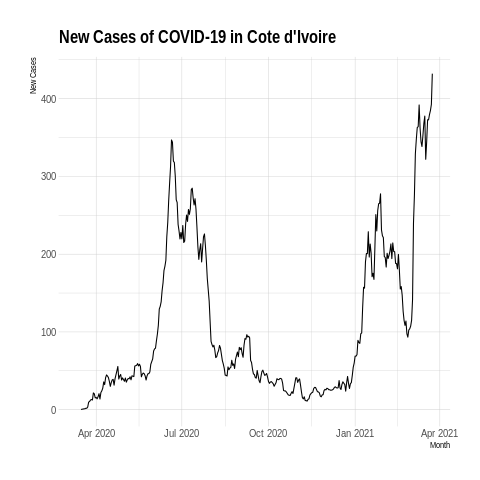 New Cases of COVID-19 in Cote d'Ivoire
New Cases
400
300
200
100
0
Apr 2020 Jul 2020 Oct 2020 Jan 2021 Apr 2021
Month